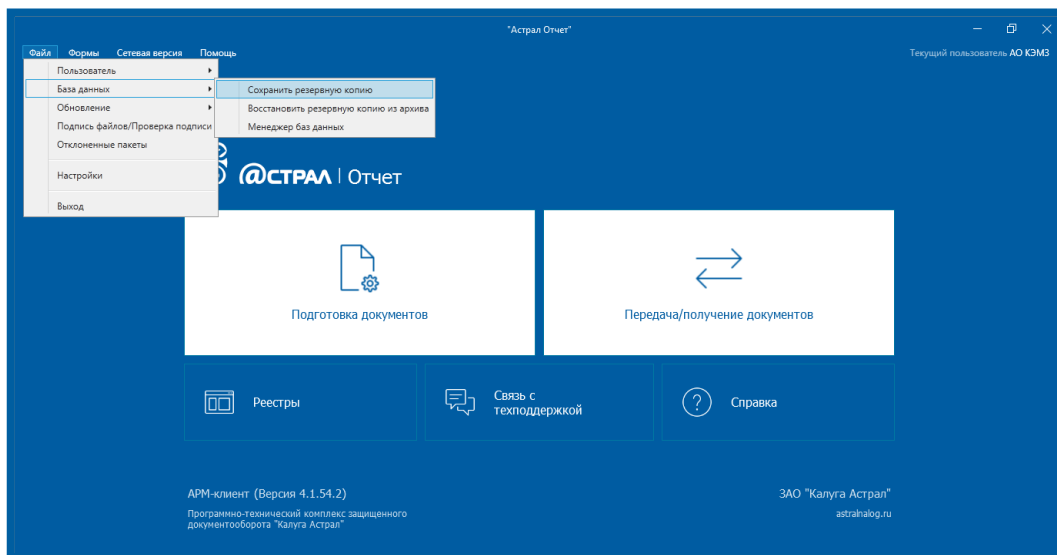 "Астрал Отчет"
Файл Формы Сетевая версия Помощь
Текущий пользователь АО КЭМЗ
Пользователь
База данных
Обновление
Подпись файлов/Проверка подписи
Отклоненные пакеты
Настройки
Выход
Сохранить резервную копию
Восстановить резервную копию из архива
Менеджер баз данных
@СТРАЛ | Отчет
Подготовка документов
Передача/получение документов
Реестры
Связь с
техподдержкой
Справка
АРМ-клиент (Версия 4.1.54.2)
Программно-технический комплекс защищенного
документооборота "Калуга Астрал"
ЗАО "Калуга Астрал"
astralnalog.ru